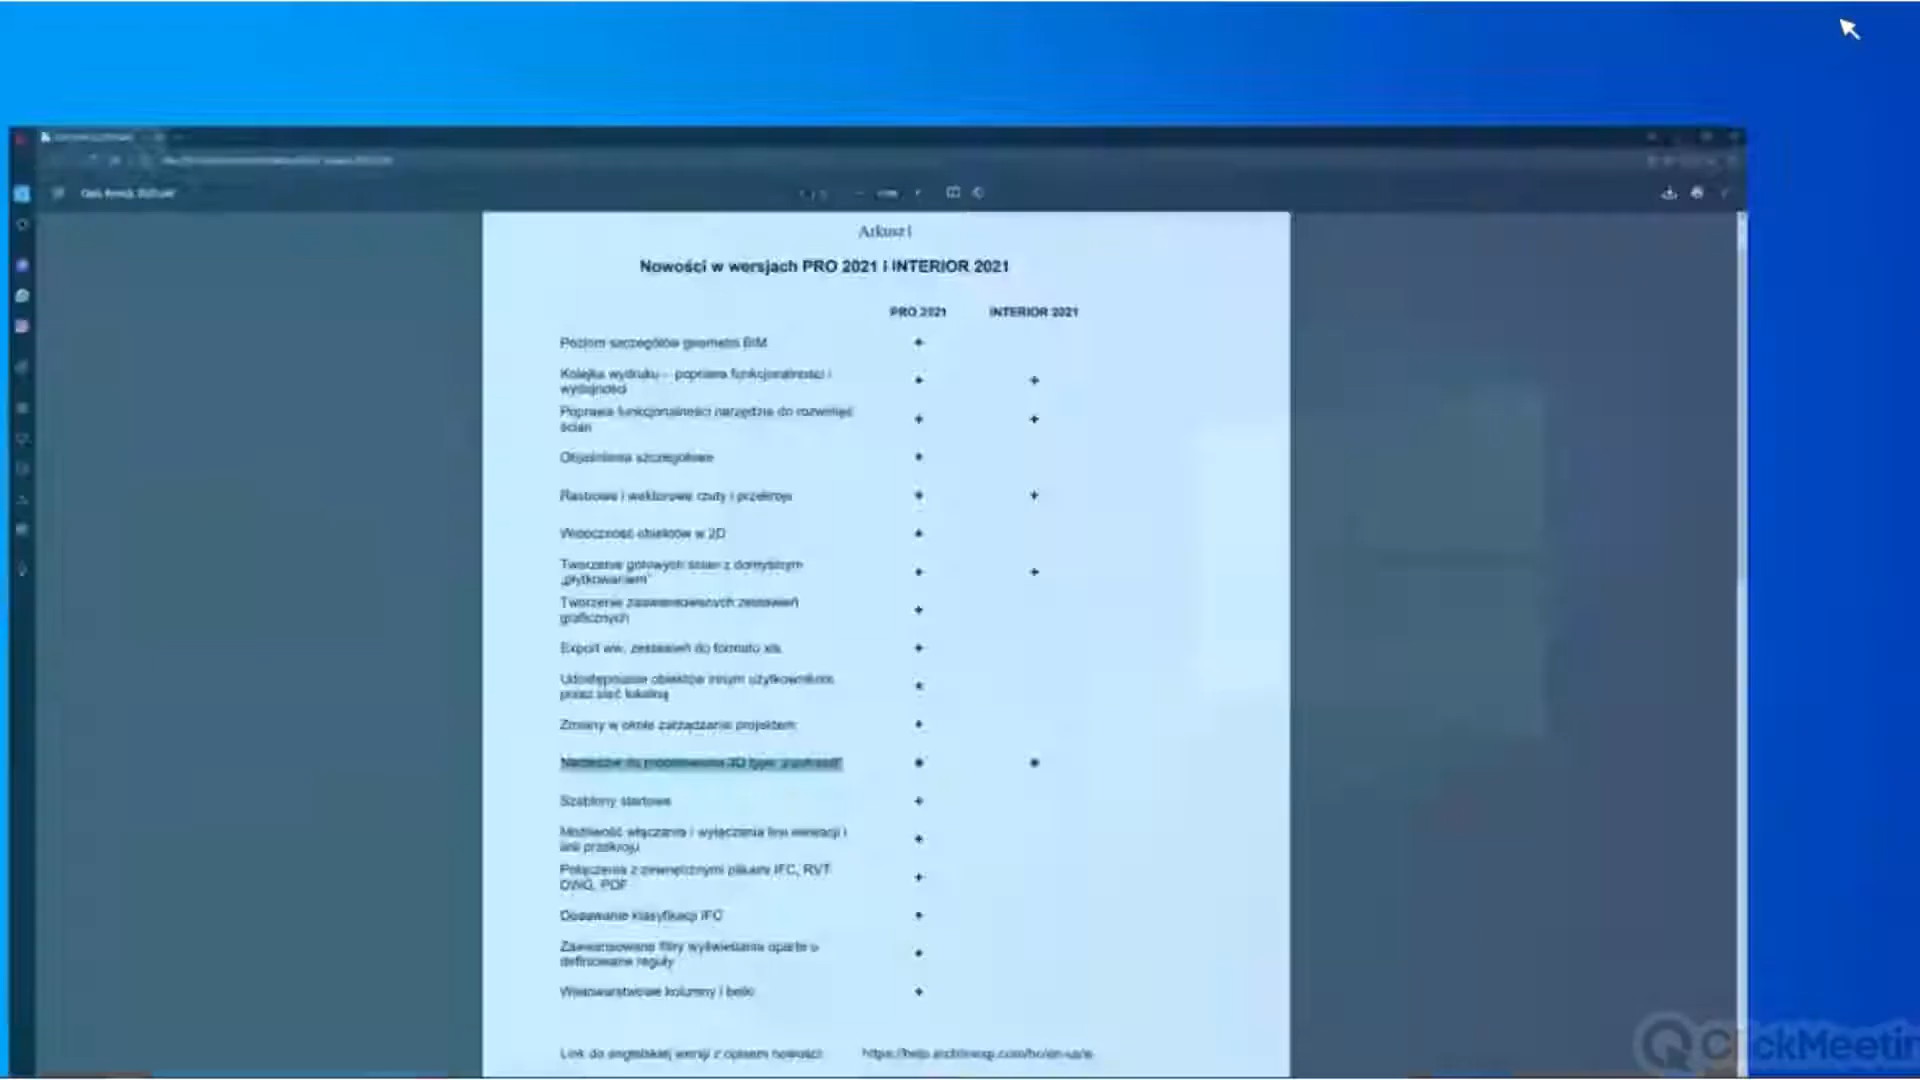 Arkusz1
Nowości w wersjach PRO 2021 i INTERIOR 2021
PRO 2021 INTERIOR 2021
Poziom szczegółów geometrii BIM +
Kolejka wydruku – poprawa funkcjonalności i
wydajności + +
Poprawa funkcjonalności narzędzia do rozwinięć
ścian + +
Objaśnienia szczegółowe +
Rastrowe i wektorowe rzuty i przekroje + +
Widoczność obiektów w 2D +
Tworzenie gotowych ścian z domyślnym
„płytkowaniem” + +
Tworzenie zaawansowanych zestawień
graficznych +
Export ww. zestawień do formatu xls. +
Udostępnianie obiektów innym użytkownikom
przez sieć lokalną +
Zmiany w oknie zarządzania projektem +
Narzędzie do modelowania 3D typu + +
Szablony startowe +
Możliwość włączania i wyłączania linii elewacji i
linii przekroju +
Połączenia z zewnętrznymi plikami IFC, RVT
DWG, PDF +
Dodawanie klasyfikacji IFC +
Zaawansowane filtry wyświetlania oparte o
definiowane reguły +
Wielowarstwowe kolumny i belki +
Link do angielskiej wersji z opisem nowości:
ClickMeetin